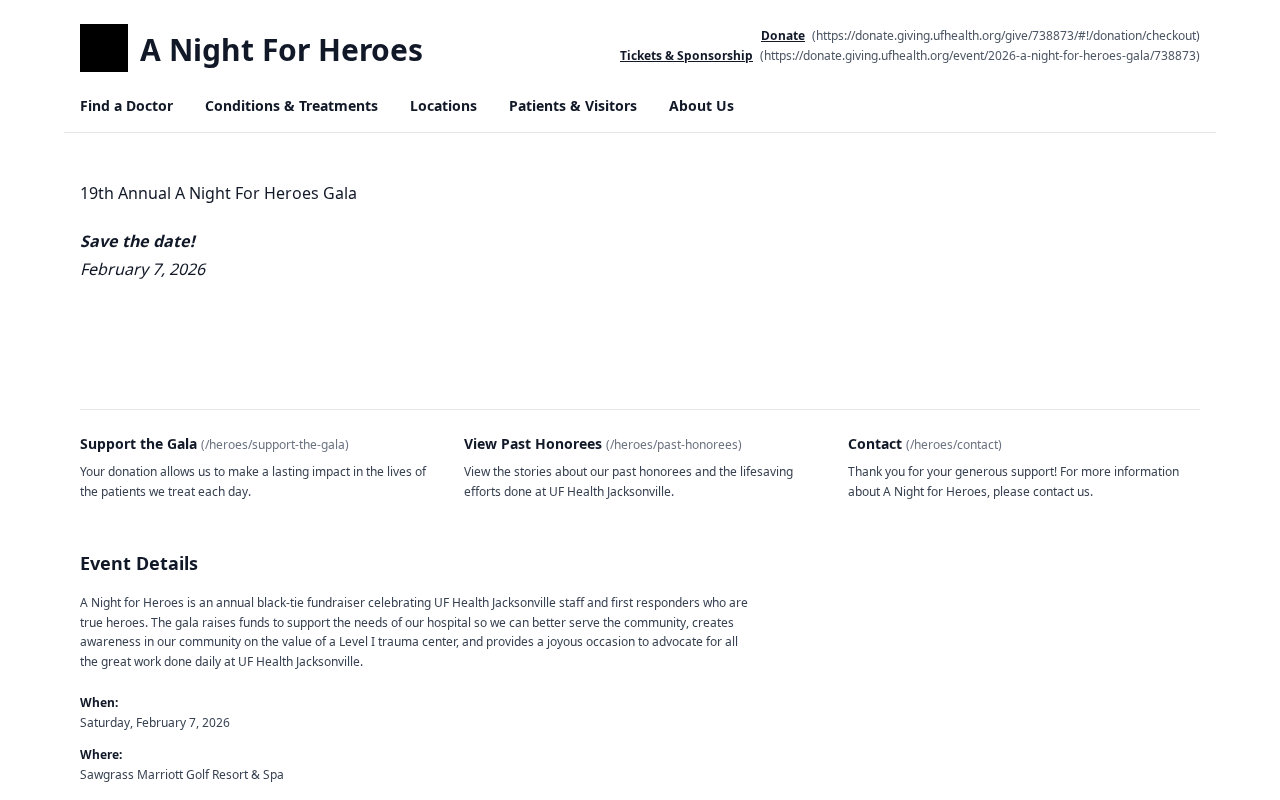 A Night For Heroes
Donate (https://donate.giving.ufhealth.org/give/738873/#!/donation/checkout)
Tickets & Sponsorship (https://donate.giving.ufhealth.org/event/2026-a-night-for-heroes-gala/738873)
Find a Doctor Conditions & Treatments Locations Patients & Visitors About Us
19th Annual A Night For Heroes Gala
Save the date!
February 7, 2026
Support the Gala (/heroes/support-the-gala)
Your donation allows us to make a lasting impact in the lives of
the patients we treat each day.
View Past Honorees (/heroes/past-honorees)
View the stories about our past honorees and the lifesaving
efforts done at UF Health Jacksonville.
Contact (/heroes/contact)
Thank you for your generous support! For more information
about A Night for Heroes, please contact us.
Event Details
A Night for Heroes is an annual black-tie fundraiser celebrating UF Health Jacksonville staff and first responders who are
true heroes. The gala raises funds to support the needs of our hospital so we can better serve the community, creates
awareness in our community on the value of a Level I trauma center, and provides a joyous occasion to advocate for all
the great work done daily at UF Health Jacksonville.
When:
Saturday, February 7, 2026
Where:
Sawgrass Marriott Golf Resort & Spa